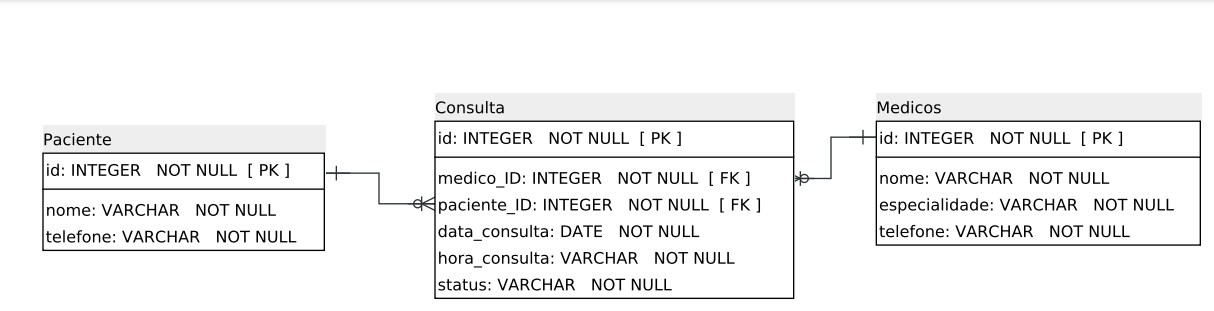 Paciente
id: INTEGER   NOT NULL  [ PK ]
nome: VARCHAR   NOT NULL
telefone: VARCHAR   NOT NULL
Consulta
id: INTEGER   NOT NULL  [ PK ]
medico_ID: INTEGER   NOT NULL  [ FK ]
paciente_ID: INTEGER   NOT NULL  [ FK ]
data_consulta: DATE   NOT NULL
hora_consulta: VARCHAR   NOT NULL
status: VARCHAR   NOT NULL
Medicos
id: INTEGER   NOT NULL  [ PK ]
nome: VARCHAR   NOT NULL
especialidade: VARCHAR   NOT NULL
telefone: VARCHAR   NOT NULL